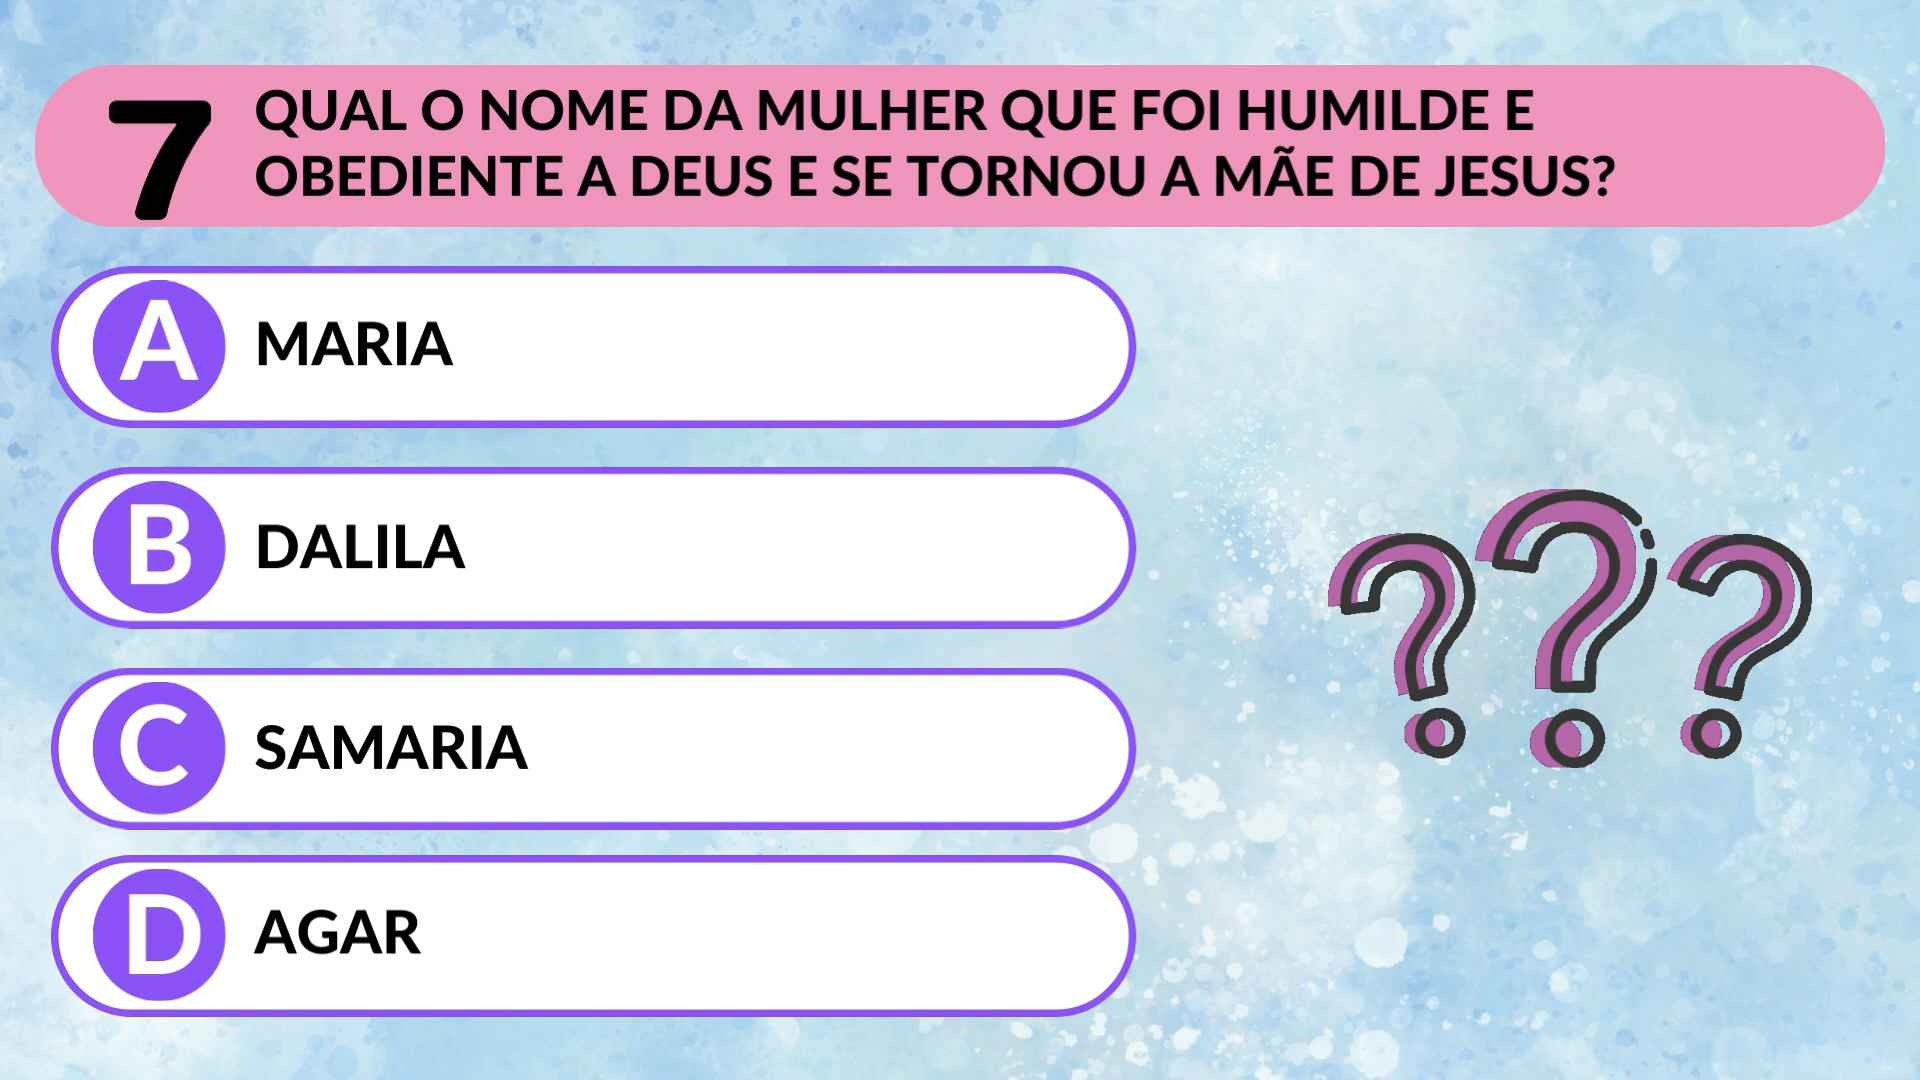 7
QUAL O NOME DA MULHER QUE FOI HUMILDE E
OBEDIENTE A DEUS E SE TORNOU A MÃE DE JESUS?
A MARIA
B DALILA
C SAMARIA
D AGAR
???